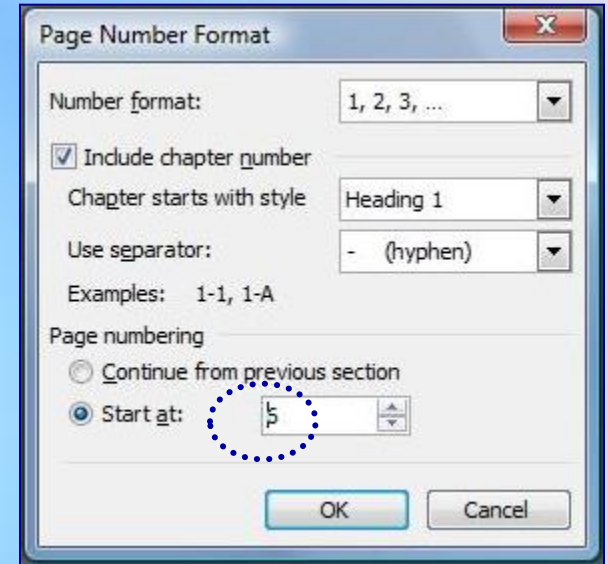 Page Number Format
Number format: 1, 2, 3, ...
Include chapter number
Chapter starts with style Heading 1
Use separator: - (hyphen)
Examples: 1-1, 1-A
Page numbering
Continue from previous section
Start at: 5
OK Cancel